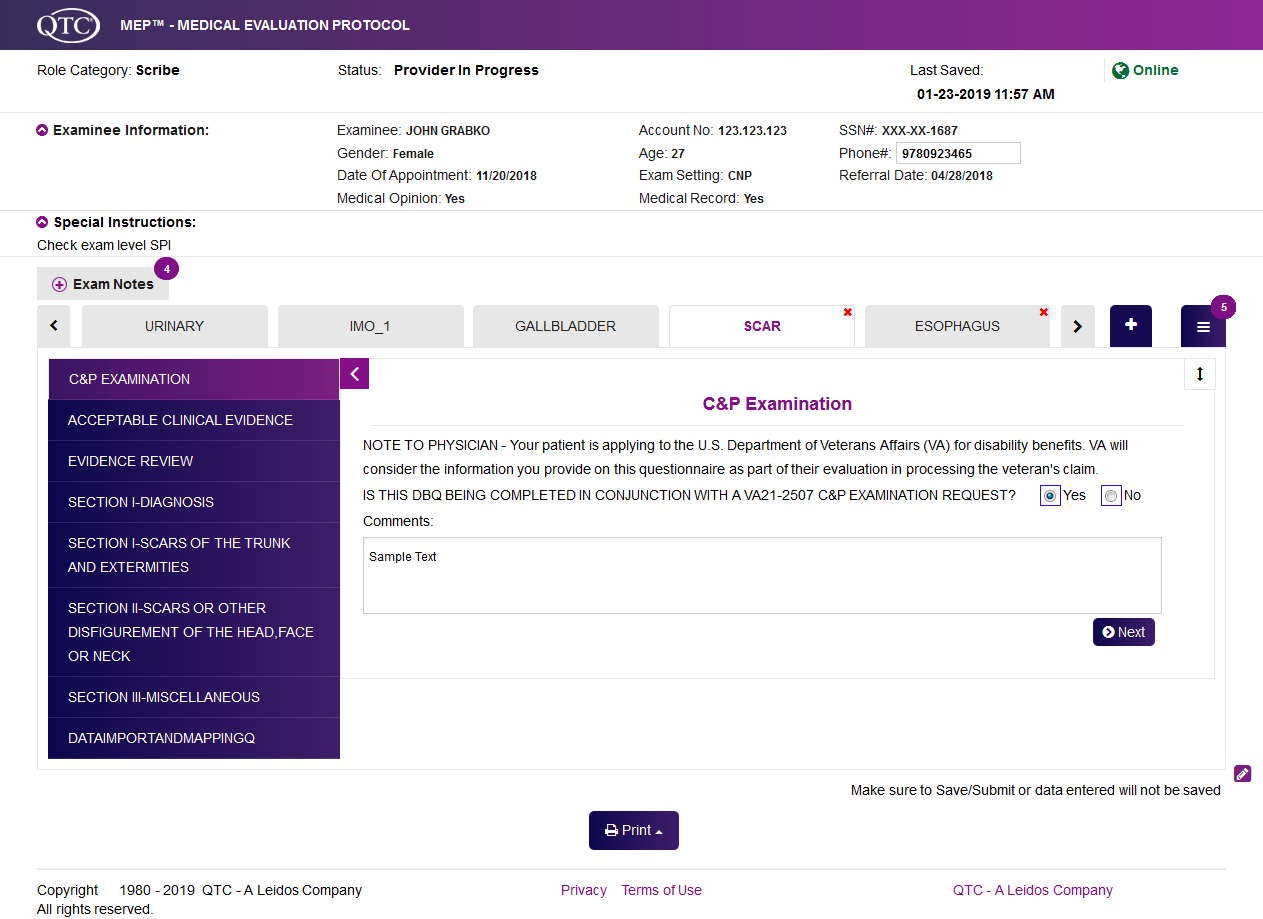 QTC MEP™ - MEDICAL EVALUATION PROTOCOL
Role Category: Scribe Status: Provider In Progress Last Saved: Online
01-23-2019 11:57 AM
Examinee Information: Examinee: JOHN GRABKO Account No: 123.123.123 SSN#: XXX-XX-1687
Gender: Female Age: 27 Phone#: 9780923465
Date Of Appointment: 11/20/2018 Exam Setting: CNP Referral Date: 04/28/2018
Medical Opinion: Yes Medical Record: Yes
Special Instructions:
Check exam level SPI
Exam Notes 4
URINARY IMO_1 GALLBLADDER SCAR ESOPHAGUS 5
C&P EXAMINATION
ACCEPTABLE CLINICAL EVIDENCE
EVIDENCE REVIEW
SECTION I-DIAGNOSIS
SECTION I-SCARS OF THE TRUNK
AND EXTERMITIES
SECTION II-SCARS OR OTHER
DISFIGUREMENT OF THE HEAD,FACE
OR NECK
SECTION III-MISCELLANEOUS
DATAIMPORTANDMAPPINGQ
C&P Examination
NOTE TO PHYSICIAN - Your patient is applying to the U.S. Department of Veterans Affairs (VA) for disability benefits. VA will
consider the information you provide on this questionnaire as part of their evaluation in processing the veteran's claim.
IS THIS DBQ BEING COMPLETED IN CONJUNCTION WITH A VA21-2507 C&P EXAMINATION REQUEST? Yes No
Comments:
Sample Text
Next
Make sure to Save/Submit or data entered will not be saved
Print
Copyright 1980 - 2019 QTC - A Leidos Company Privacy Terms of Use QTC - A Leidos Company
All rights reserved.